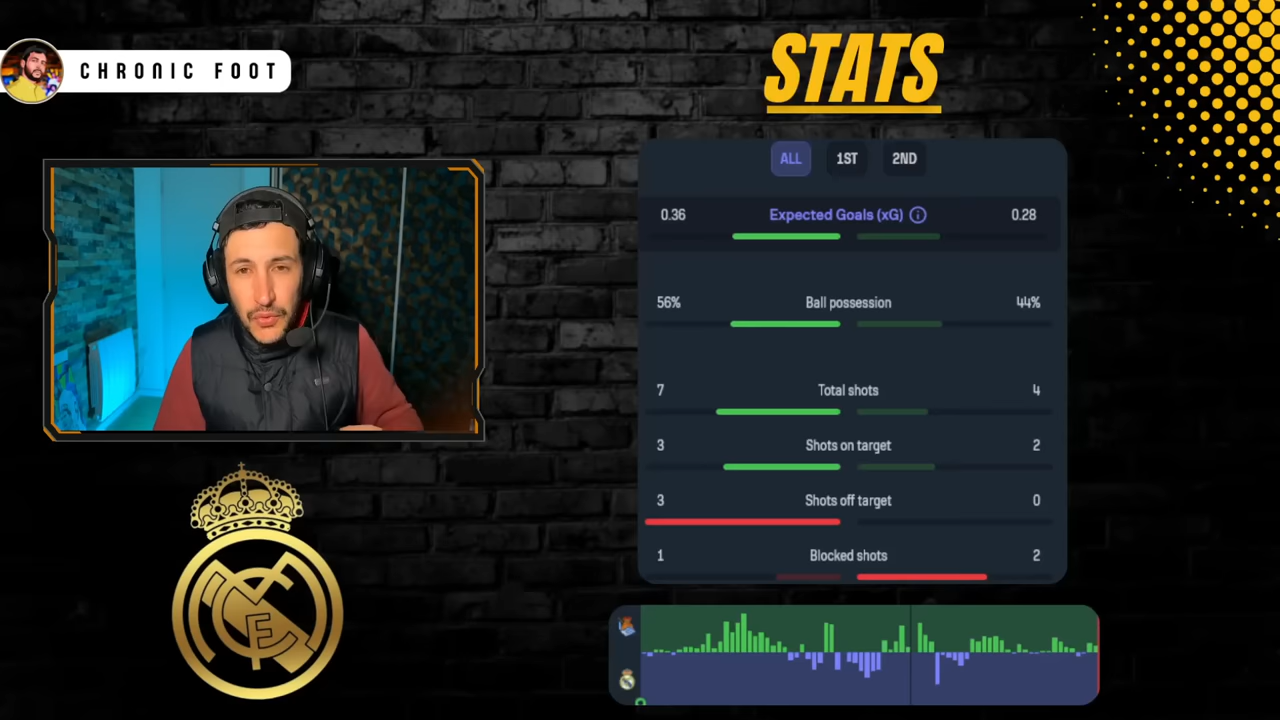 CHRONIC FOOT
STATS
ALL 1ST 2ND
0.36 Expected Goals (xG) 0.28
56% Ball possession 44%
7 Total shots 4
3 Shots on target 2
3 Shots off target 0
1 Blocked shots 2